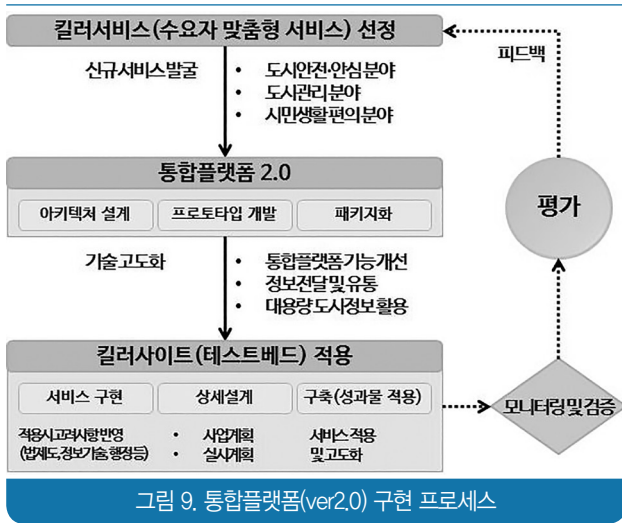 킬러서비스(수요자 맞춤형 서비스) 선정
피드백
신규서비스발굴
• 도시안전·안심 분야
• 도시관리 분야
• 시민생활 편의 분야
통합플랫폼 2.0
아키텍처 설계
프로토타입 개발
패키지화
평가
기술고도화
• 통합플랫폼 기능개선
• 정보전달 및 유통
• 대용량 도시정보 활용
킬러사이트(테스트베드) 적용
서비스 구현
상세설계
구축(성과물 적용)
모니터링 및 검증
적용시 고려사항 반영
(법제도, 정보기술, 행정 등)
• 사업계획
• 실시계획
서비스 적용
및 고도화
그림 9. 통합플랫폼(ver2.0) 구현 프로세스